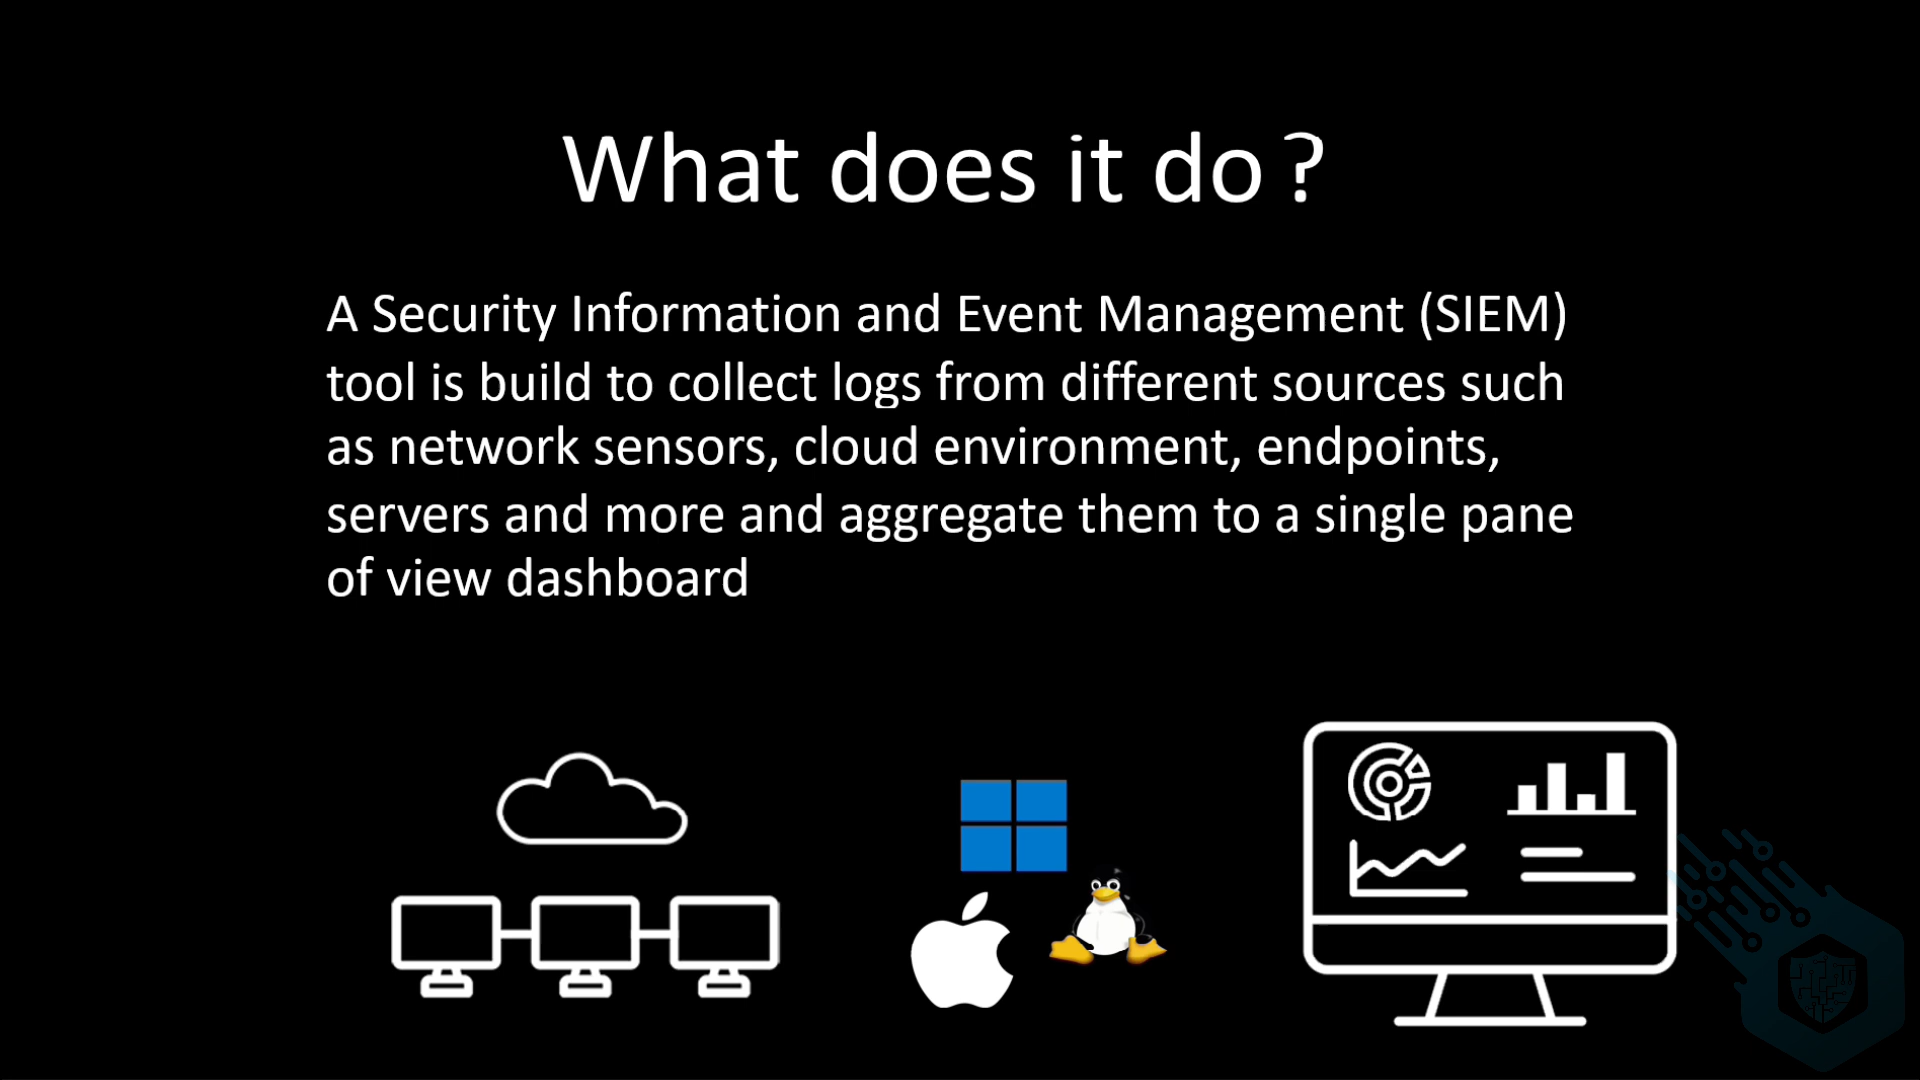 What does it do?
A Security Information and Event Management (SIEM)
tool is build to collect logs from different sources such
as network sensors, cloud environment, endpoints,
servers and more and aggregate them to a single pane
of view dashboard